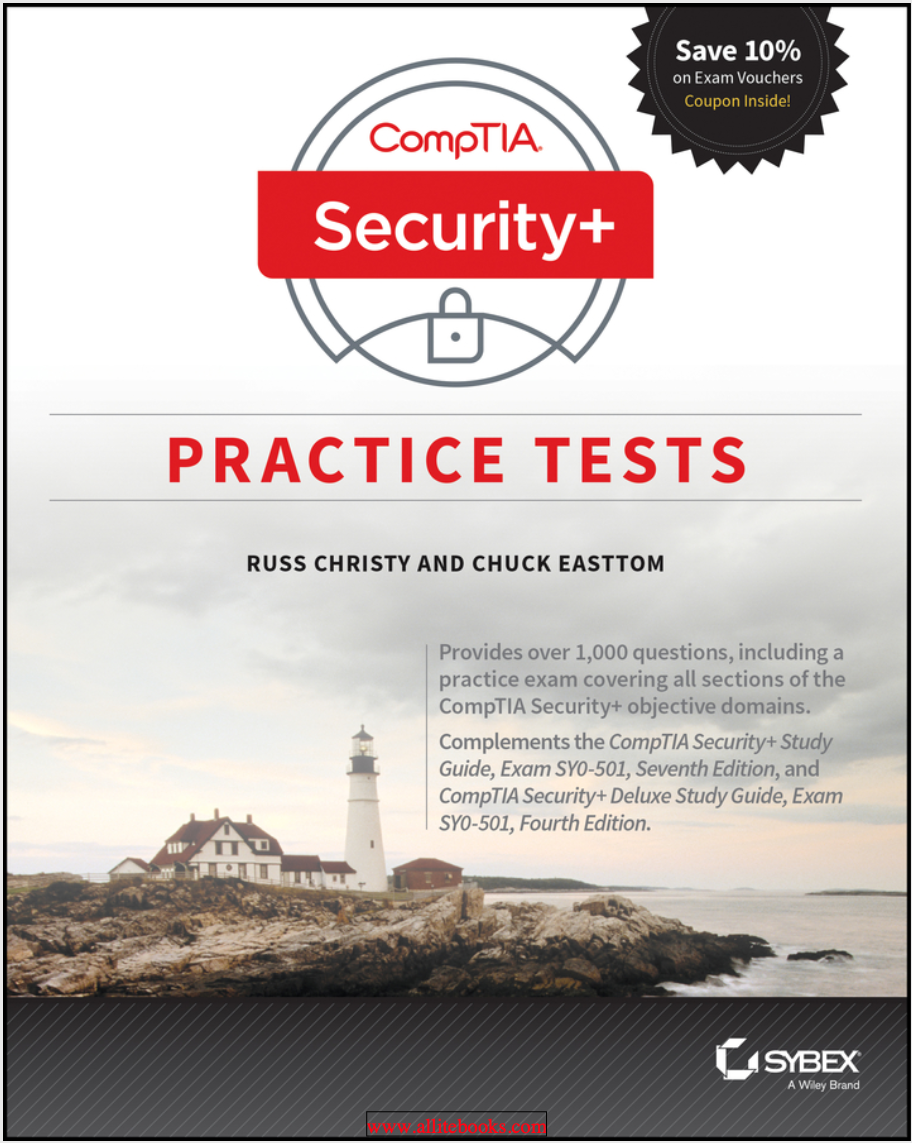 Save 10%
on Exam Vouchers
Coupon Inside!
CompTIA®
Security+
PRACTICE TESTS
RUSS CHRISTY AND CHUCK EASTTOM
Provides over 1,000 questions, including a
practice exam covering all sections of the
CompTIA Security+ objective domains.
Complements the CompTIA Security+ Study
Guide, Exam SY0-501, Seventh Edition, and
CompTIA Security+ Deluxe Study Guide, Exam
SY0-501, Fourth Edition.
SYBEX®
A Wiley Brand
www.allitebooks.com